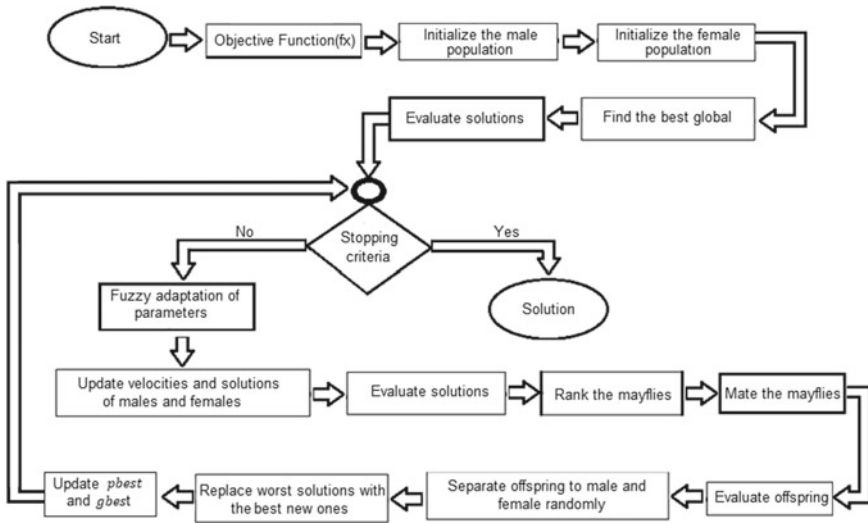 Start
Objective Function(fx)
Initialize the male
population
Initialize the female
population
Evaluate solutions
Find the best global
No
Stopping
criteria
Yes
Fuzzy adaptation of
parameters
Solution
Update velocities and solutions
of males and females
Evaluate solutions
Rank the mayflies
Mate the mayflies
Update pbest
and gbest
Replace worst solutions with
the best new ones
Separate offspring to male and
female randomly
Evaluate offspring